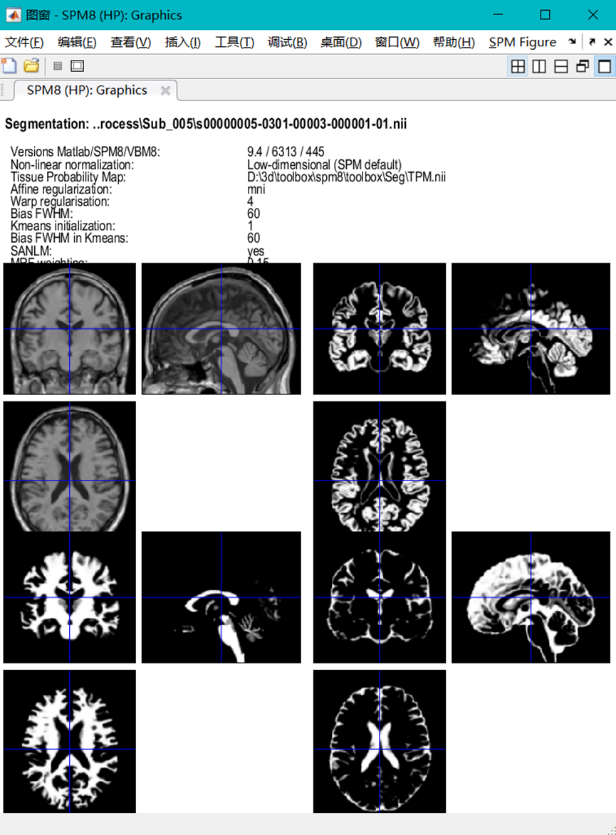 图窗 - SPM8 (HP): Graphics
文件(F) 编辑(E) 查看(V) 插入(I) 工具(T) 调试(B) 桌面(D) 窗口(W) 帮助(H) SPM Figure
SPM8 (HP): Graphics
Segmentation: ..rocess\Sub_005\s00000005-0301-00003-000001-01.nii
Versions Matlab/SPM8/VBM8: 9.4 / 6313 / 445
Non-linear normalization: Low-dimensional (SPM default)
Tissue Probability Map: D:\3d\toolbox\spm8\toolbox\Seg\TPM.nii
Affine regularization: mni
Warp regularisation: 4
Bias FWHM: 60
Kmeans initialization: 1
Bias FWHM in Kmeans: 60
SANLM: yes
MRF weighting: 0.15